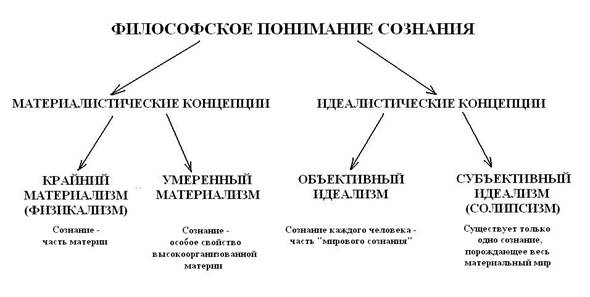 ФИЛОСОФСКОЕ ПОНИМАНИЕ СОЗНАНИЯ
МАТЕРИАЛИСТИЧЕСКИЕ КОНЦЕПЦИИ
ИДЕАЛИСТИЧЕСКИЕ КОНЦЕПЦИИ
КРАЙНИЙ
МАТЕРИАЛИЗМ
(ФИЗИКАЛИЗМ)
Сознание -
часть материи
УМЕРЕННЫЙ
МАТЕРИАЛИЗМ
Сознание -
особое свойство
высокоорганитованной
материи
ОБЪЕКТИВНЫЙ
ИДЕАЛИЗМ
Сознание каждого человека -
часть "мирового сознания"
СУБЪЕКТИВНЫЙ
ИДЕАЛИЗМ
(СОЛИПСИЗМ)
Существует только
одно сознание,
порождающее весь
материальный мир